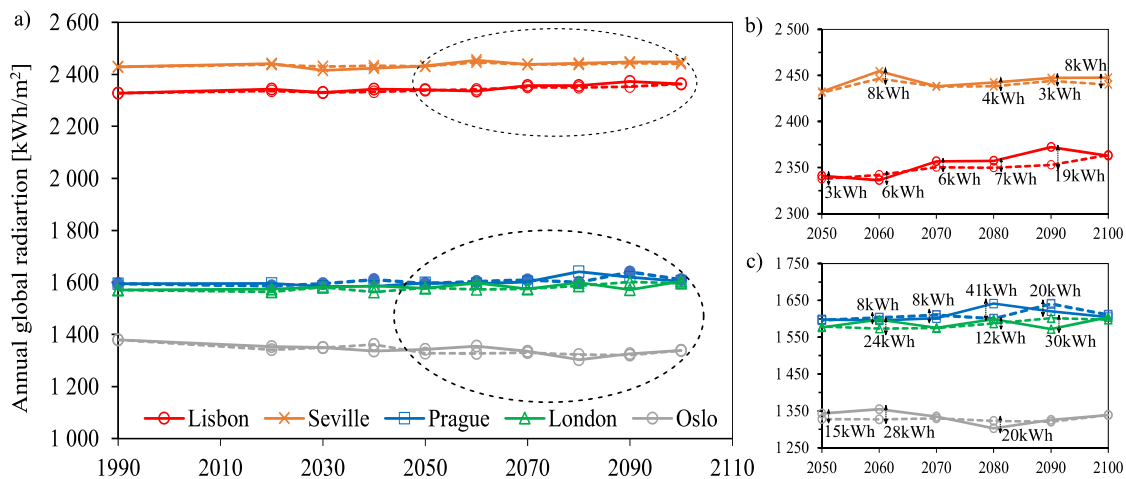 a)
Annual global radiartion [kWh/m²]
2 600
2 400
2 200
2 000
1 800
1 600
1 400
1 200
1 000
Lisbon Seville Prague London Oslo
1990 2010 2030 2050 2070 2090 2110
b)
2 500
2 450
2 400
2 350
2 300
8kWh 4kWh 3kWh 8kWh
3kWh 6kWh 6kWh 7kWh 19kWh
2050 2060 2070 2080 2090 2100
c)
1 750
1 650
1 550
1 450
1 350
1 250
8kWh 8kWh 41kWh 20kWh
24kWh 12kWh 30kWh
15kWh 28kWh 20kWh
2050 2060 2070 2080 2090 2100